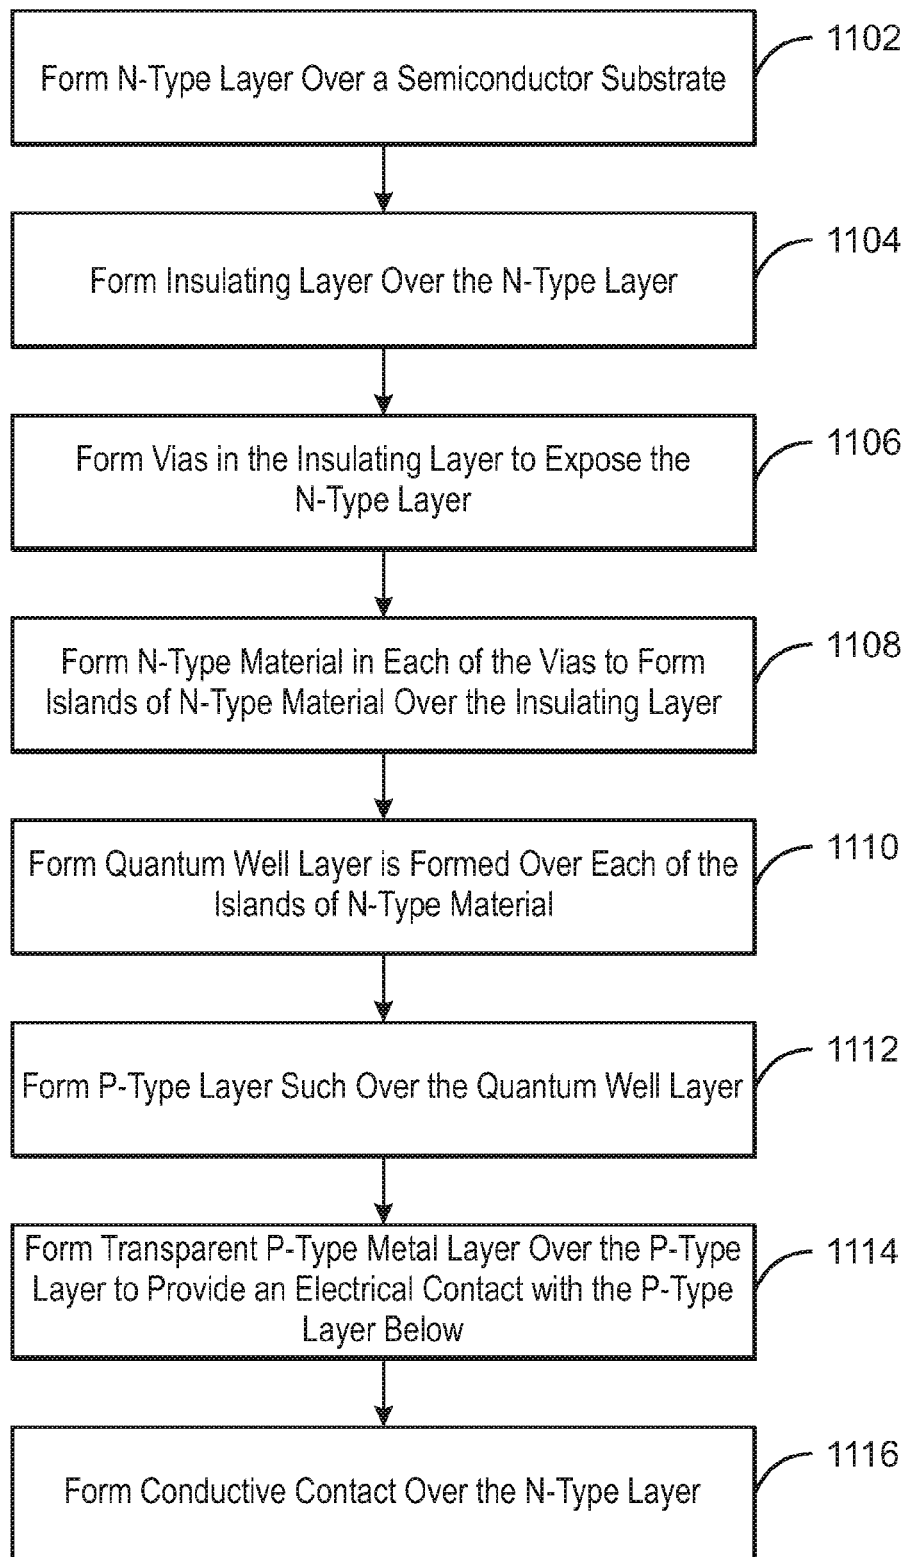 1102
Form N-Type Layer Over a Semiconductor Substrate
1104
Form Insulating Layer Over the N-Type Layer
1106
Form Vias in the Insulating Layer to Expose the
N-Type Layer
1108
Form N-Type Material in Each of the Vias to Form
Islands of N-Type Material Over the Insulating Layer
1110
Form Quantum Well Layer is Formed Over Each of the
Islands of N-Type Material
1112
Form P-Type Layer Such Over the Quantum Well Layer
1114
Form Transparent P-Type Metal Layer Over the P-Type
Layer to Provide an Electrical Contact with the P-Type
Layer Below
1116
Form Conductive Contact Over the N-Type Layer